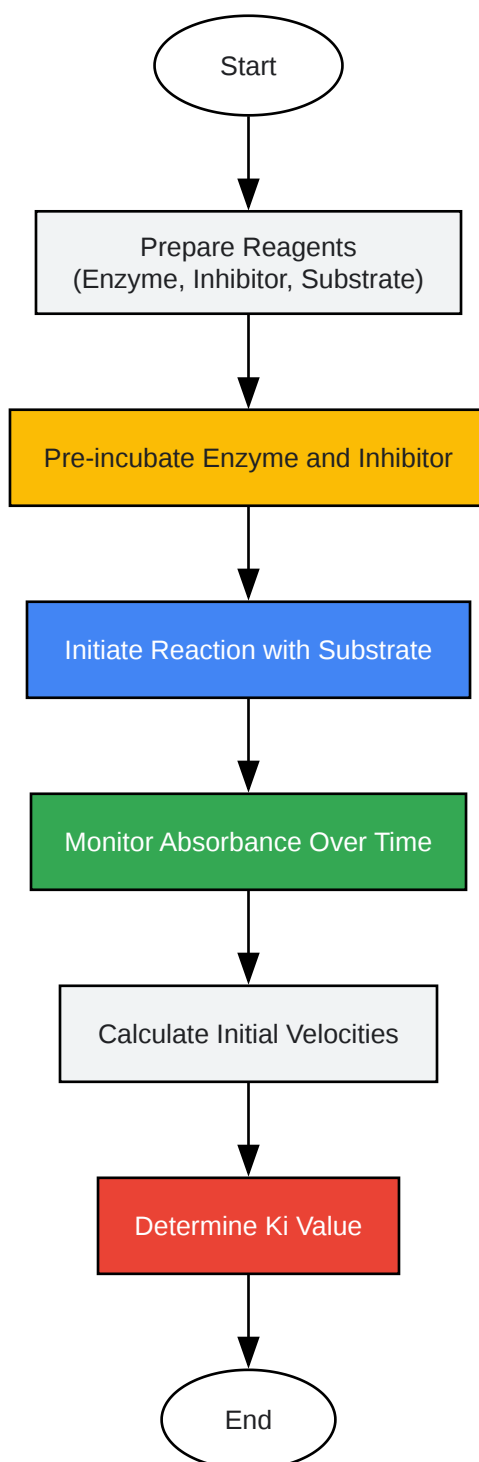 Start
Prepare Reagents
(Enzyme, Inhibitor, Substrate)
Pre-incubate Enzyme and Inhibitor
Initiate Reaction with Substrate
Monitor Absorbance Over Time
Calculate Initial Velocities
Determine Ki Value
End